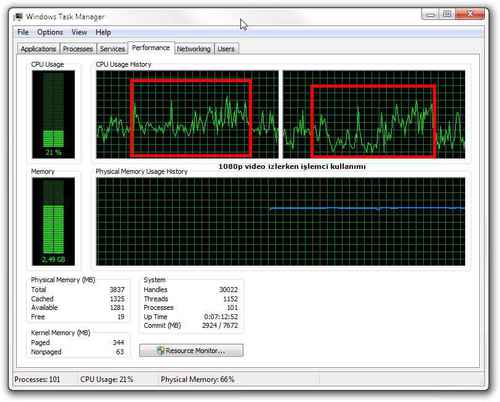 Windows Task Manager
File Options View Help
Applications Processes Services Performance Networking Users
CPU Usage
CPU Usage History
21 %
1080p video izlerken işlemci kullanımı
Memory
Physical Memory Usage History
2,49 GB
Physical Memory (MB)
Total 3837
Cached 1325
Available 1281
Free 19
Kernel Memory (MB)
Paged 344
Nonpaged 63
System
Handles 30022
Threads 1152
Processes 101
Up Time 0:07:12:52
Commit (MB) 2924 / 7672
Resource Monitor...
Processes: 101 CPU Usage: 21% Physical Memory: 66%